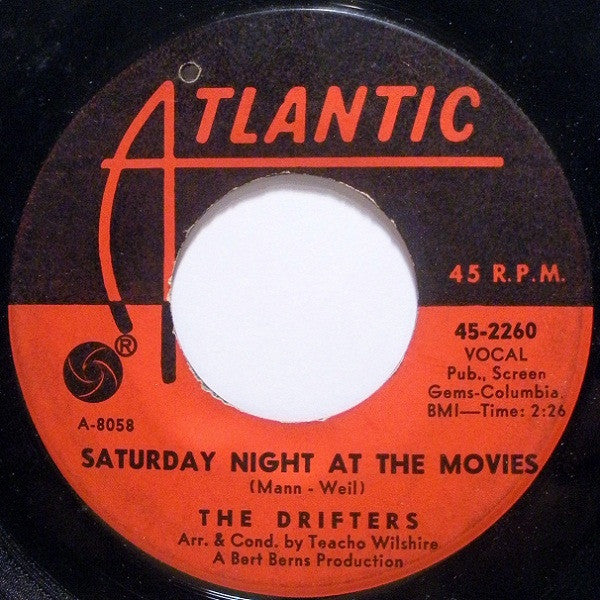 ATLANTIC
45 R.P.M.
®
45-2260
VOCAL
Pub., Screen
Gems-Columbia,
BMI—Time: 2:26
A-8058
SATURDAY NIGHT AT THE MOVIES
(Mann - Weil)
THE DRIFTERS
Arr. & Cond. by Teacho Wilshire
A Bert Berns Production